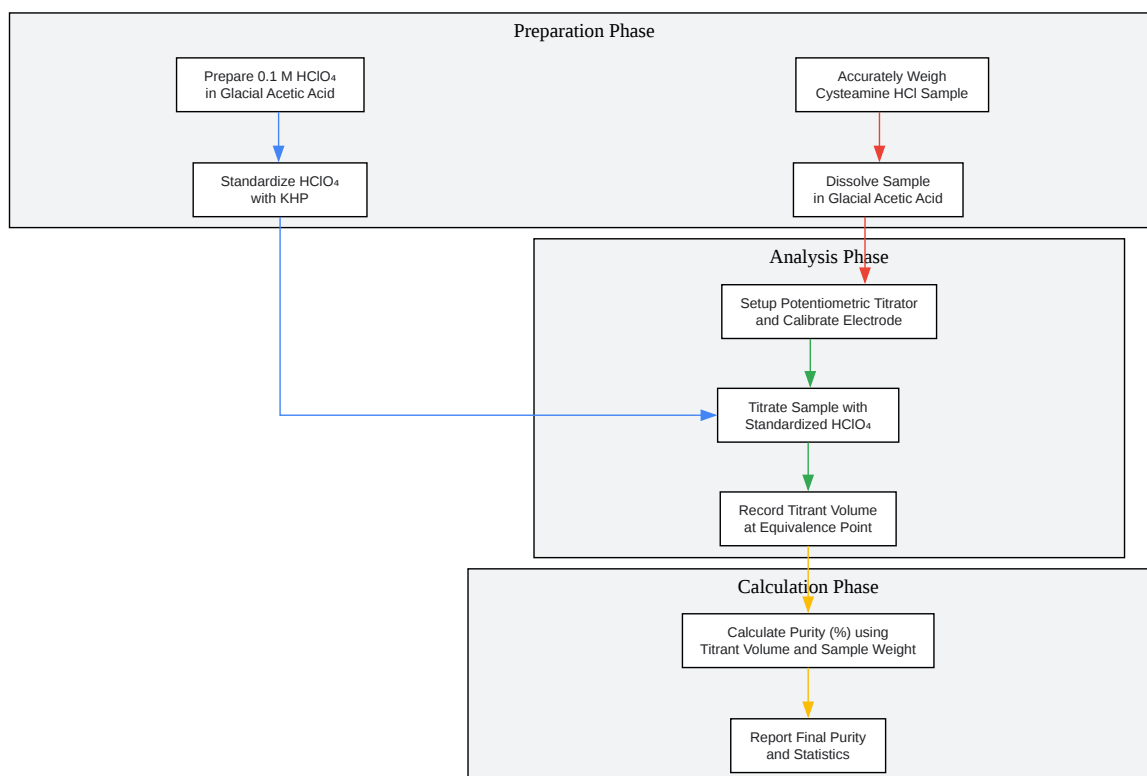 Preparation Phase
Prepare 0.1 M HClO₄
in Glacial Acetic Acid
Accurately Weigh
Cysteamine HCl Sample
Standardize HClO₄
with KHP
Dissolve Sample
in Glacial Acetic Acid
Analysis Phase
Setup Potentiometric Titrator
and Calibrate Electrode
Titrate Sample with
Standardized HClO₄
Record Titrant Volume
at Equivalence Point
Calculation Phase
Calculate Purity (%) using
Titrant Volume and Sample Weight
Report Final Purity
and Statistics